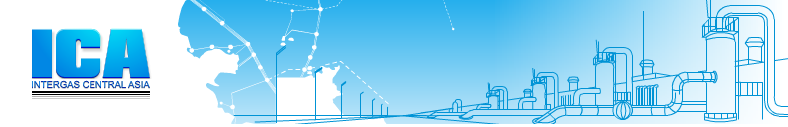 ICA
INTERGAS CENTRAL ASIA